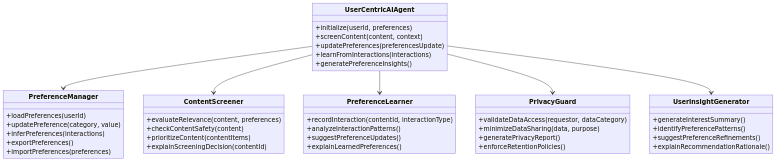 UserCentricAIAgent
+initialize(userId, preferences)
+screenContent(content, context)
+updatePreferences(preferencesUpdate)
+learnFromInteractions(interactions)
+generatePreferenceInsights()
PreferenceManager
+loadPreferences(userId)
+updatePreference(category, value)
+inferPreferences(interactions)
+exportPreferences()
+importPreferences(preferences)
ContentScreener
+evaluateRelevance(content, preferences)
+checkContentSafety(content)
+prioritizeContent(contentItems)
+explainScreeningDecision(contentId)
PreferenceLearner
+recordInteraction(contentId, interactionType)
+analyzeInteractionPatterns()
+suggestPreferenceUpdates()
+explainLearnedPreferences()
PrivacyGuard
+validateDataAccess(requestor, dataCategory)
+minimizeDataSharing(data, purpose)
+generatePrivacyReport()
+enforceRetentionPolicies()
UserInsightGenerator
+generateInterestSummary()
+identifyPreferencePatterns()
+suggestPreferenceRefinements()
+explainRecommendationRationale()